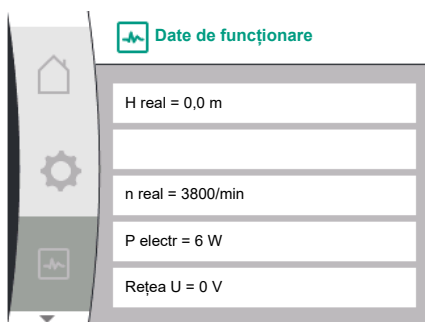 Date de funcționare
H real = 0,0 m
n real = 3800/min
P electr = 6 W
Rețea U = 0 V